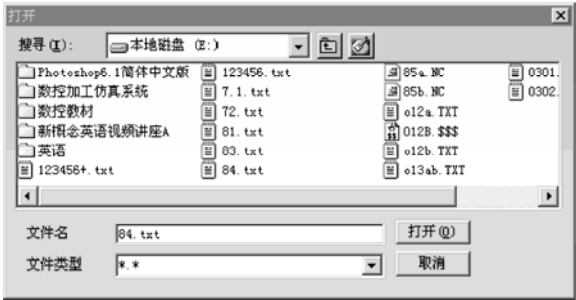 打开
搜寻(I): 本地磁盘 (E:)
Photoshop6.1简体中文版 123456.txt 85a.NC 0301.
数控加工仿真系统 7.1.txt 85b.NC 0302.
数控教材 72.txt o12a.TXT
新概念英语视频讲座A 81.txt 012B.$$$
英语 83.txt o12b.TXT
123456+.txt 84.txt o13ab.TXT
文件名 84.txt 打开(O)
文件类型 *.* 取消